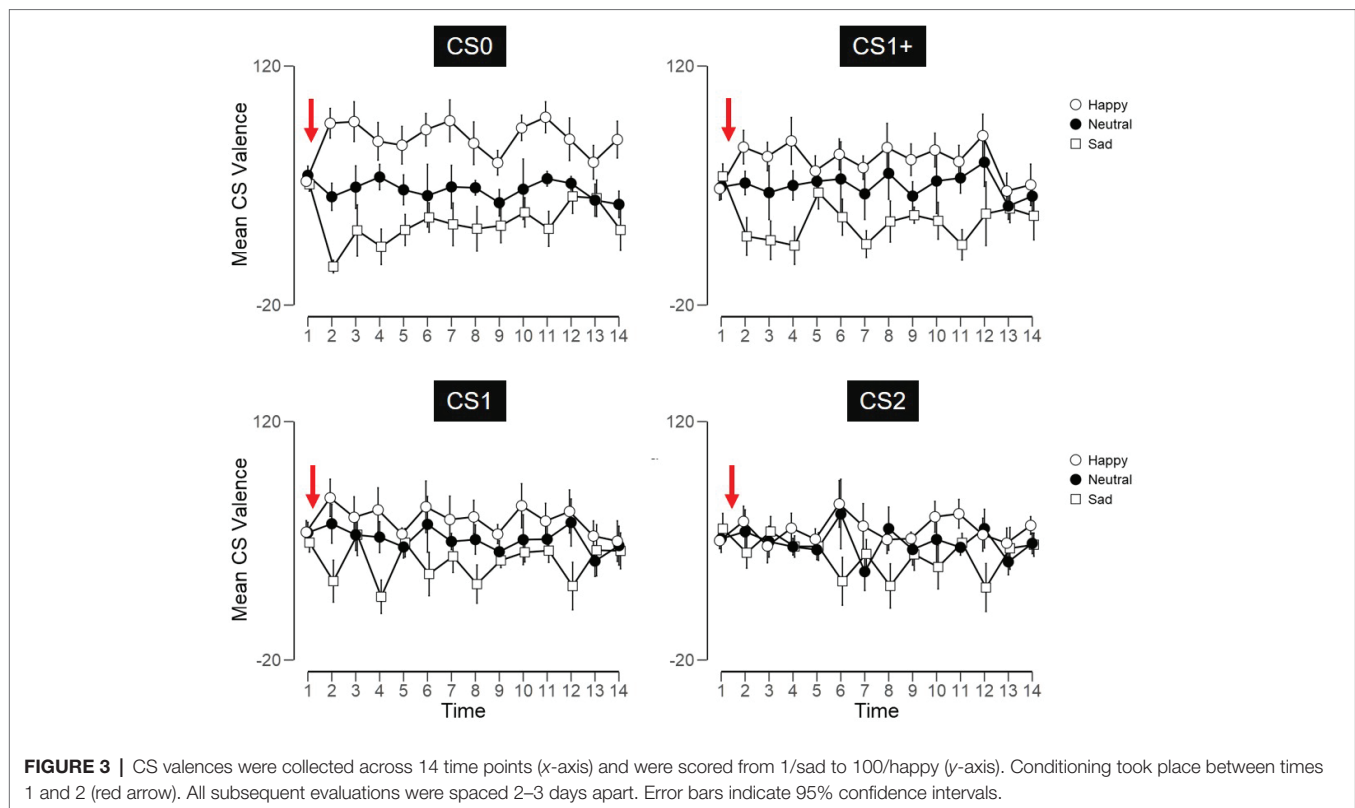 CS0
CS1+
120
120
Mean CS Valence
Happy
Neutral
Sad
-20
-20
1 2 3 4 5 6 7 8 9 10 11 12 13 14
1 2 3 4 5 6 7 8 9 10 11 12 13 14
CS1
CS2
120
120
Mean CS Valence
Happy
Neutral
Sad
-20
-20
1 2 3 4 5 6 7 8 9 10 11 12 13 14
1 2 3 4 5 6 7 8 9 10 11 12 13 14
Time
Time
FIGURE 3 | CS valences were collected across 14 time points (x-axis) and were scored from 1/sad to 100/happy (y-axis). Conditioning took place between times
1 and 2 (red arrow). All subsequent evaluations were spaced 2–3 days apart. Error bars indicate 95% confidence intervals.